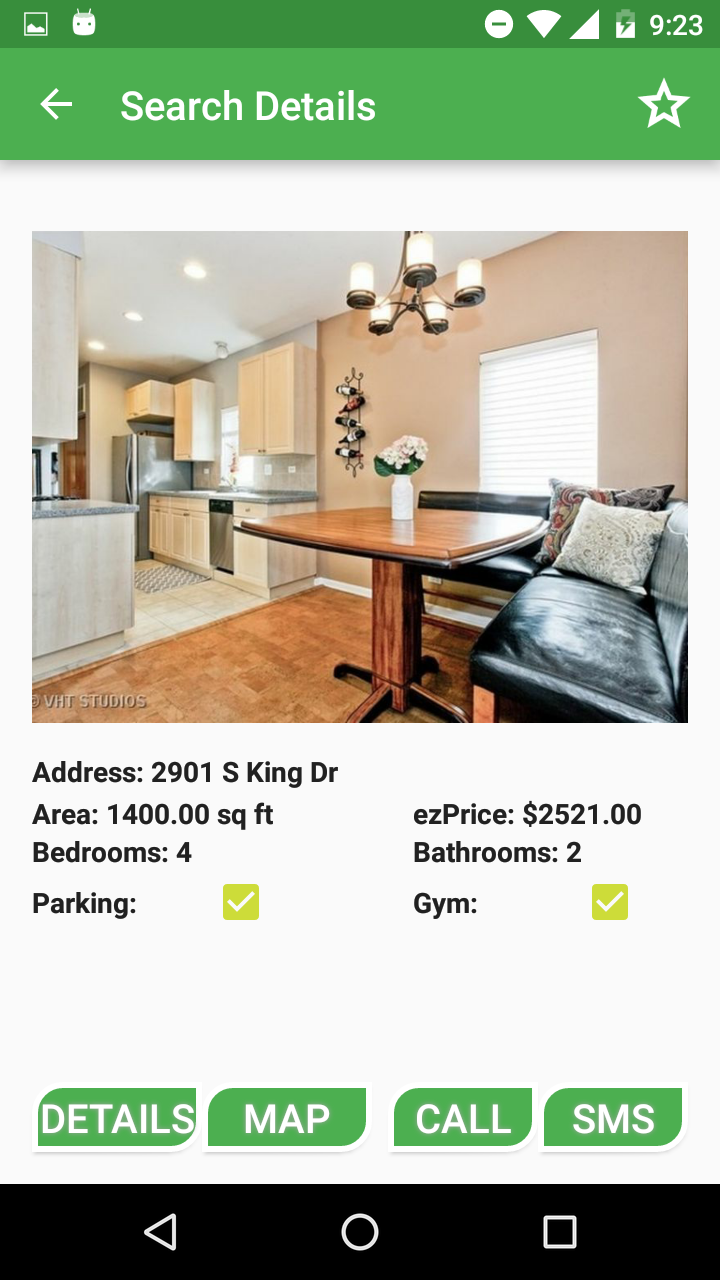 9:23
Search Details
© VHT STUDIOS
Address: 2901 S King Dr
Area: 1400.00 sq ft ezPrice: $2521.00
Bedrooms: 4 Bathrooms: 2
Parking: Gym:
DETAILS MAP CALL SMS